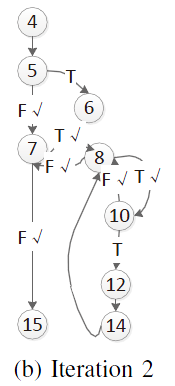 4
5
T
F √
6
T √
7
8
F √
F √
T √
10
F √
T
12
15
14
(b) Iteration 2